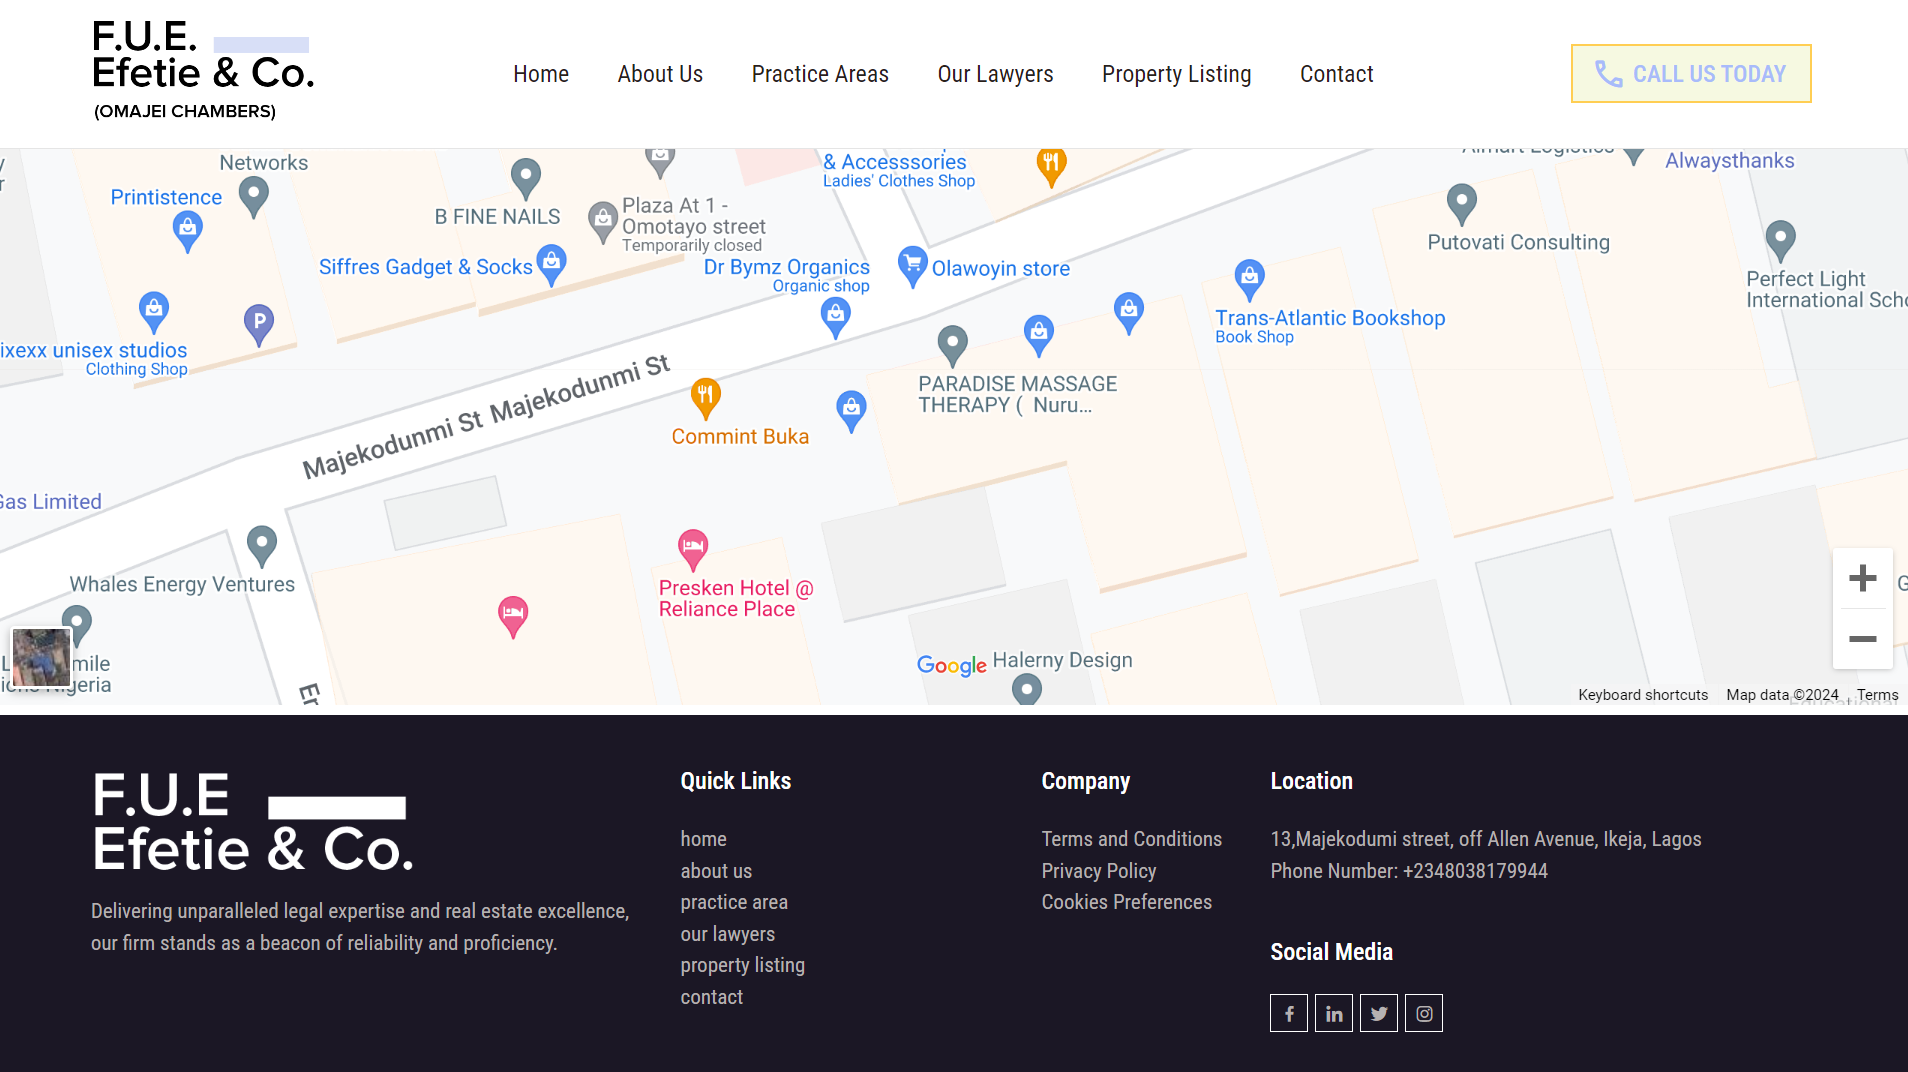 F.U.E.
Efetie & Co.
(OMAJEI CHAMBERS)
Home
About Us
Practice Areas
Our Lawyers
Property Listing
Contact
CALL US TODAY
Networks
Printistence
B FINE NAILS
Plaza At 1 -
Omotayo street
Temporarily closed
& Accesssories
Ladies' Clothes Shop
Alwaysthanks
Putovati Consulting
Perfect Light
International Scho
Siffres Gadget & Socks
Dr Bymz Organics
Organic shop
Olawoyin store
Trans-Atlantic Bookshop
Book Shop
P
ixexx unisex studios
Clothing Shop
Majekodunmi St Majekodunmi St
PARADISE MASSAGE
THERAPY ( Nuru...
Commint Buka
Gas Limited
Whales Energy Ventures
Presken Hotel @
Reliance Place
Google
Halerny Design
Keyboard shortcuts
Map data ©2024
Terms
F.U.E
Efetie & Co.
Delivering unparalleled legal expertise and real estate excellence,
our firm stands as a beacon of reliability and proficiency.
Quick Links
home
about us
practice area
our lawyers
property listing
contact
Company
Terms and Conditions
Privacy Policy
Cookies Preferences
Location
13,Majekodumi street, off Allen Avenue, Ikeja, Lagos
Phone Number: +2348038179944
Social Media